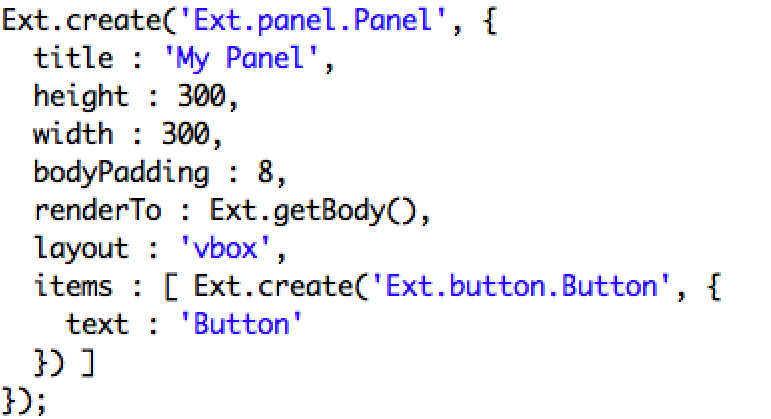 Ext.create('Ext.panel.Panel', {
  title : 'My Panel',
  height : 300,
  width : 300,
  bodyPadding : 8,
  renderTo : Ext.getBody(),
  layout : 'vbox',
  items : [ Ext.create('Ext.button.Button', {
    text : 'Button'
  }) ]
});